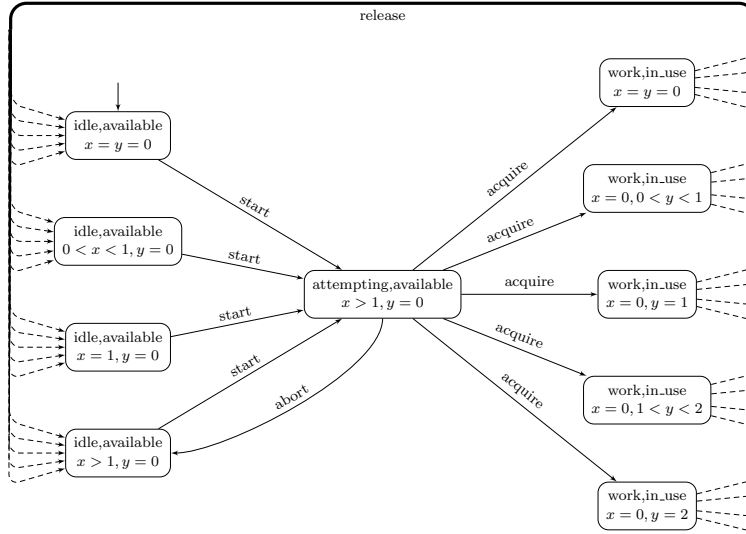 release
idle,available
x = y = 0
idle,available
0 < x < 1, y = 0
idle,available
x = 1, y = 0
idle,available
x > 1, y = 0
start
start
start
start
abort
attempting,available
x > 1, y = 0
acquire
acquire
acquire
acquire
acquire
work,in_use
x = y = 0
work,in_use
x = 0, 0 < y < 1
work,in_use
x = 0, y = 1
work,in_use
x = 0, 1 < y < 2
work,in_use
x = 0, y = 2